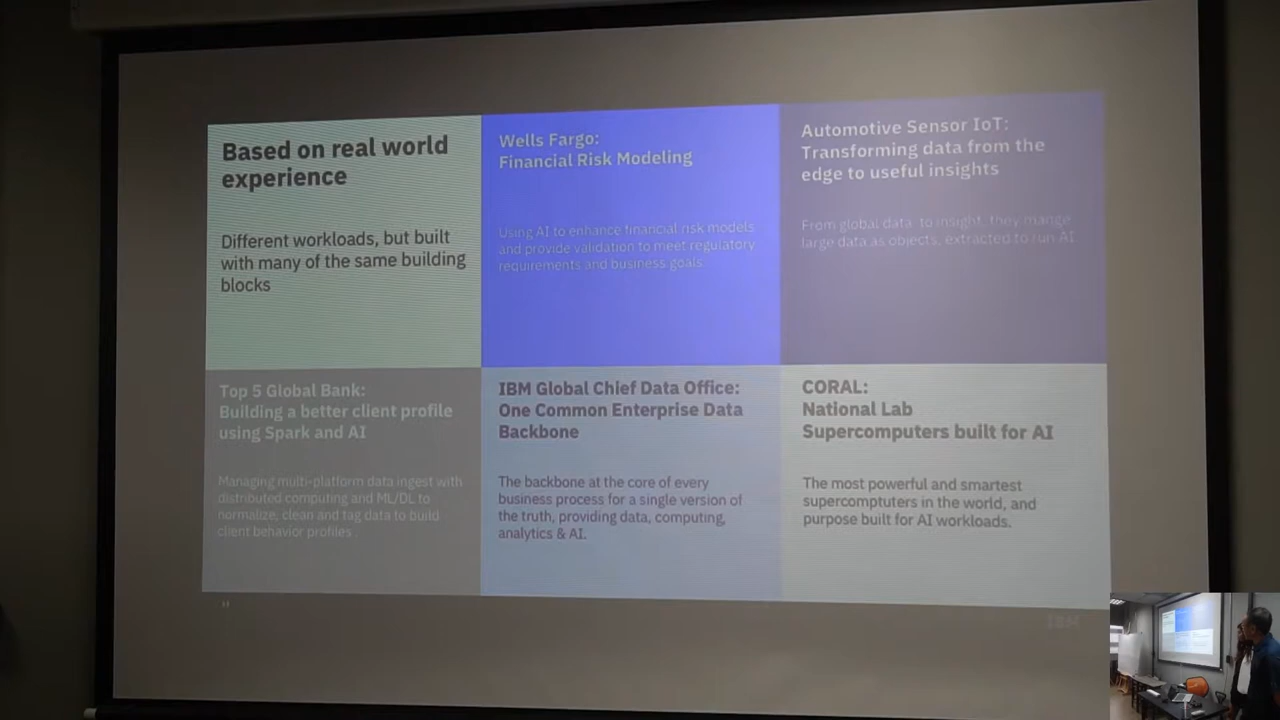 Based on real world
experience
Different workloads, but built
with many of the same building
blocks
Wells Fargo:
Financial Risk Modeling
Using AI to enhance financial risk models
and provide validation to meet regulatory
requirements and business goals.
Automotive Sensor IoT:
Transforming data from the
edge to useful insights
From global data to insight, they mange
large data as objects, extracted to run AI
Top 5 Global Bank:
Building a better client profile
using Spark and AI
Managing multi-platform data ingest with
distributed computing and ML/DL to
normalize, clean and tag data to build
client behavior profiles
IBM Global Chief Data Office:
One Common Enterprise Data
Backbone
The backbone at the core of every
business process for a single version of
the truth, providing data, computing,
analytics & AI.
CORAL:
National Lab
Supercomputers built for AI
The most powerful and smartest
supercomptuters in the world, and
purpose built for AI workloads.
IBM